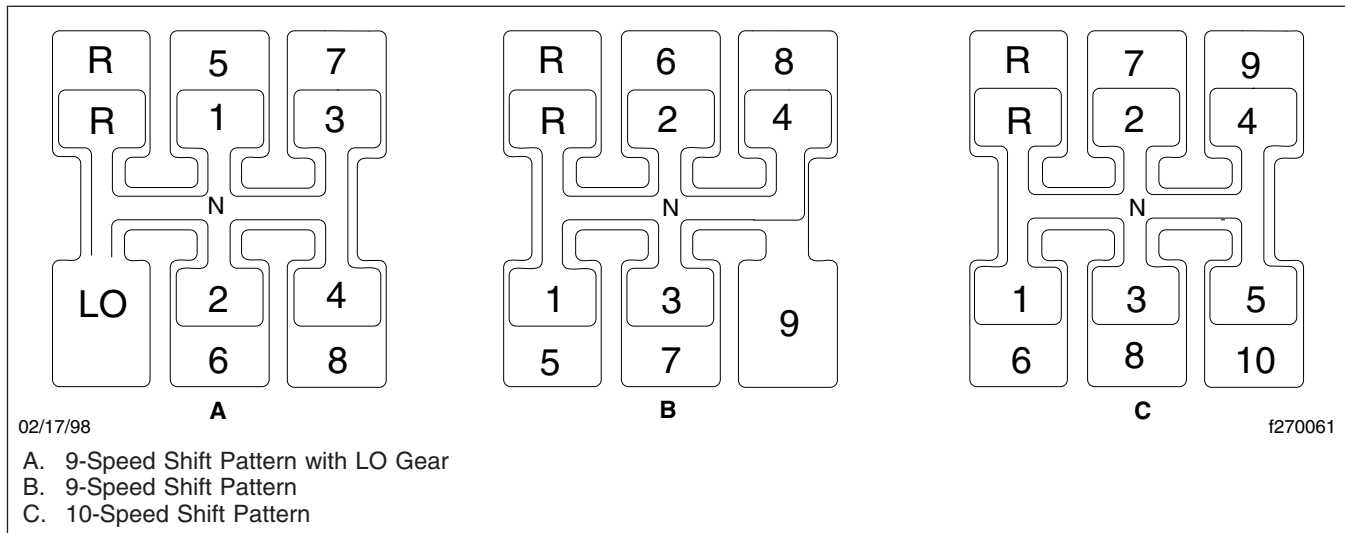 R 5 7 R 6 8 R 7 9
R 1 3 R 2 4 R 2 4
N N N
LO 2 4 1 3 9 1 3 5
6 8 5 7 6 8 10
A B C
02/17/98 f270061
A. 9-Speed Shift Pattern with LO Gear
B. 9-Speed Shift Pattern
C. 10-Speed Shift Pattern